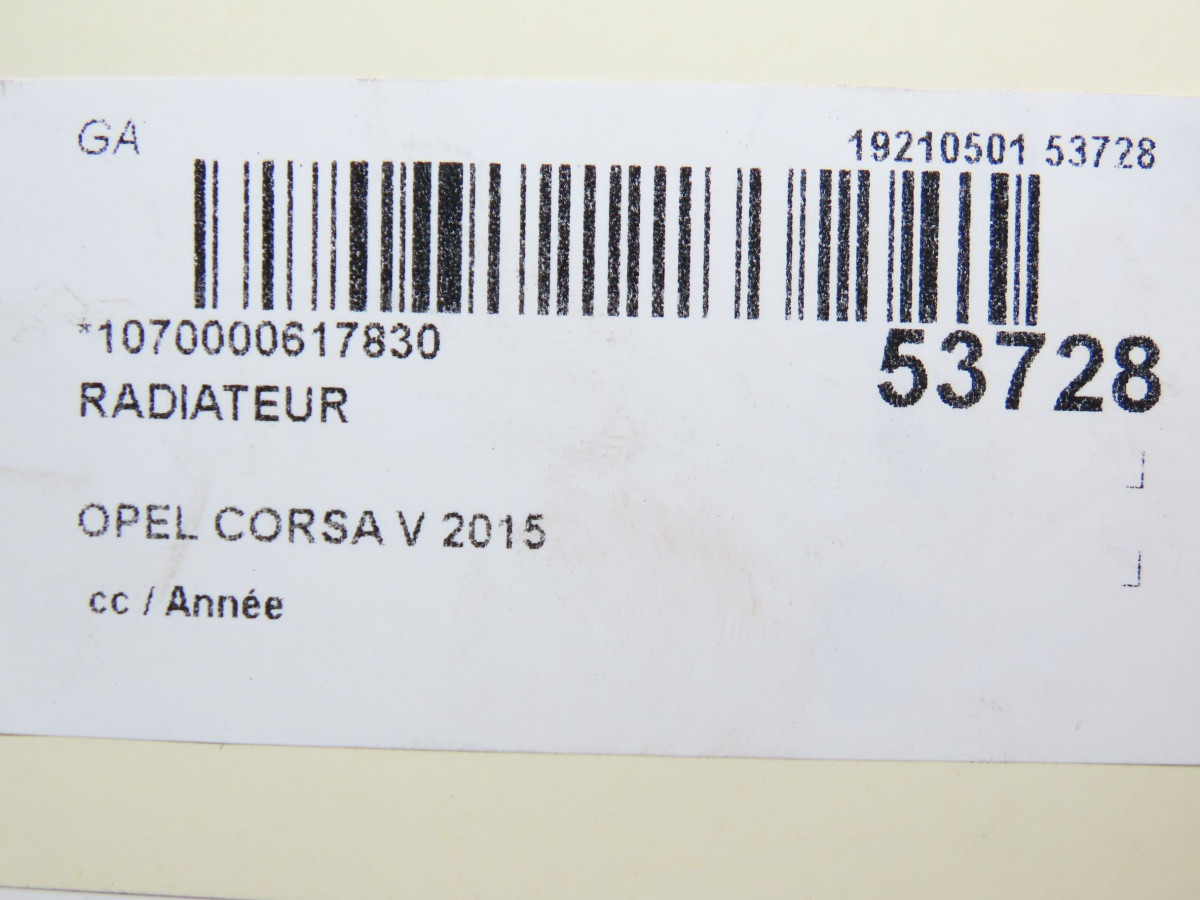 GA 19210501 53728
*1070000617830 53728
RADIATEUR
OPEL CORSA V 2015
cc / Année